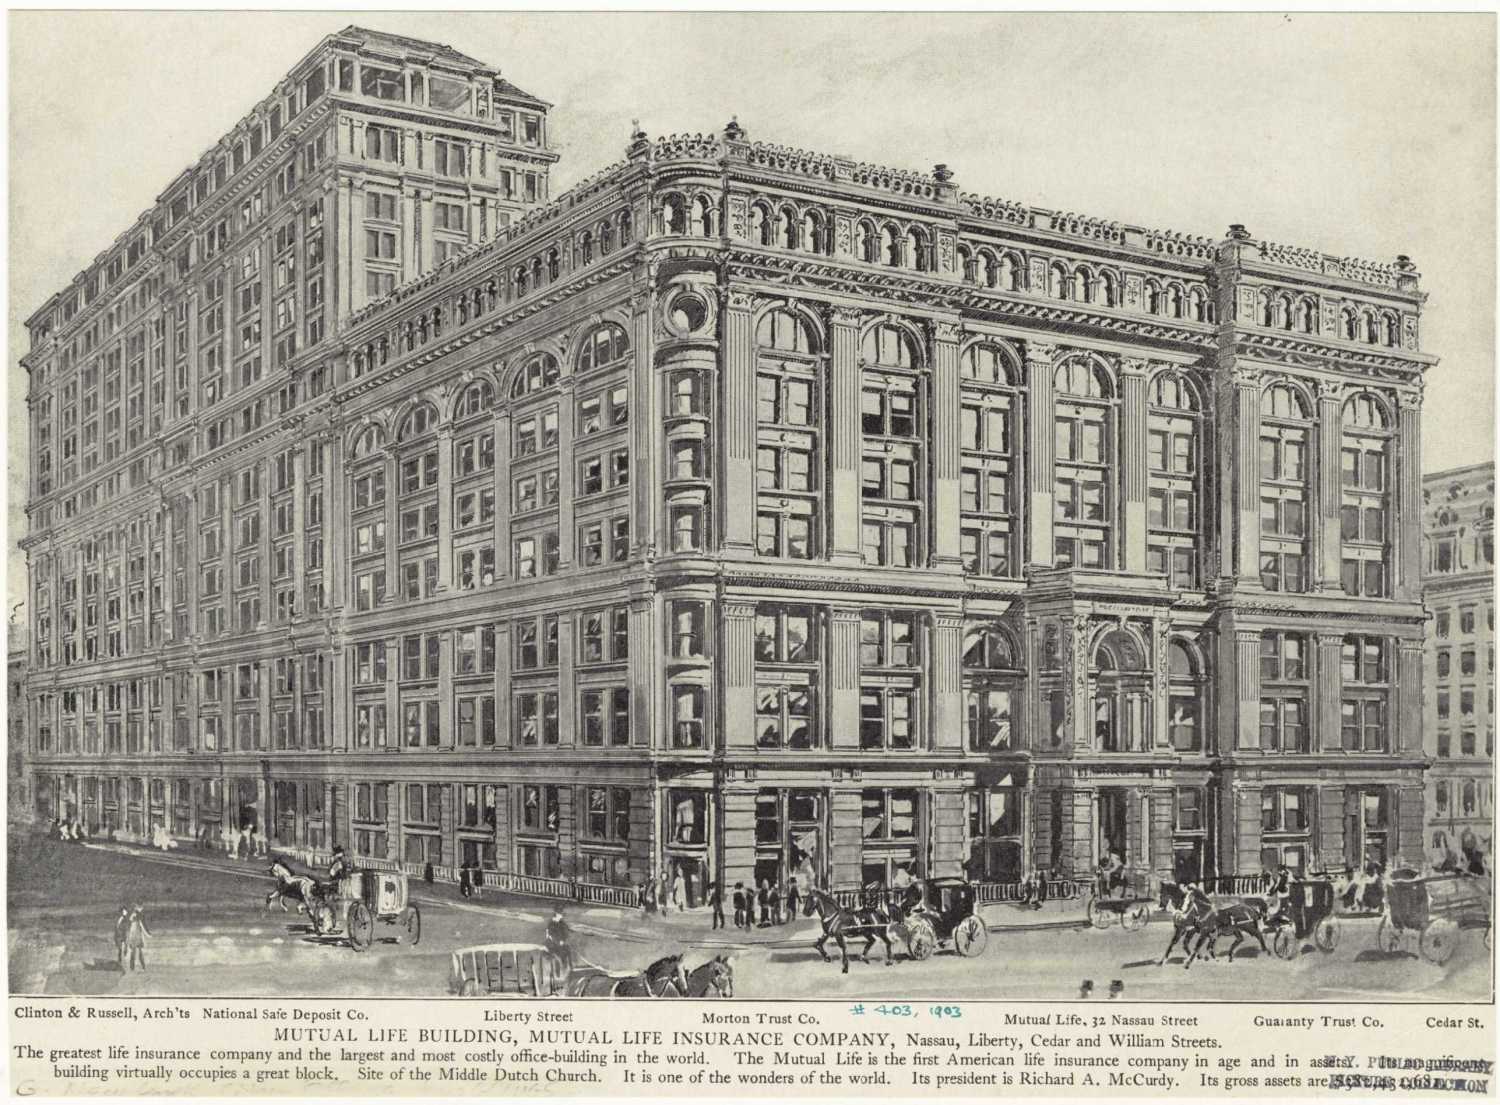 Clinton & Russell, Arch'ts National Safe Deposit Co. Liberty Street Morton Trust Co. # 403, 1903 Mutual Life, 32 Nassau Street Guaranty Trust Co. Cedar St.
MUTUAL LIFE BUILDING, MUTUAL LIFE INSURANCE COMPANY, Nassau, Liberty, Cedar and William Streets.
The greatest life insurance company and the largest and most costly office-building in the world. The Mutual Life is the first American life insurance company in age and in assets. Its magnificent
building virtually occupies a great block. Site of the Middle Dutch Church. It is one of the wonders of the world. Its president is Richard A. McCurdy. Its gross assets are
N. Y. PUBLIC LIBRARY
PICTURE COLLECTION